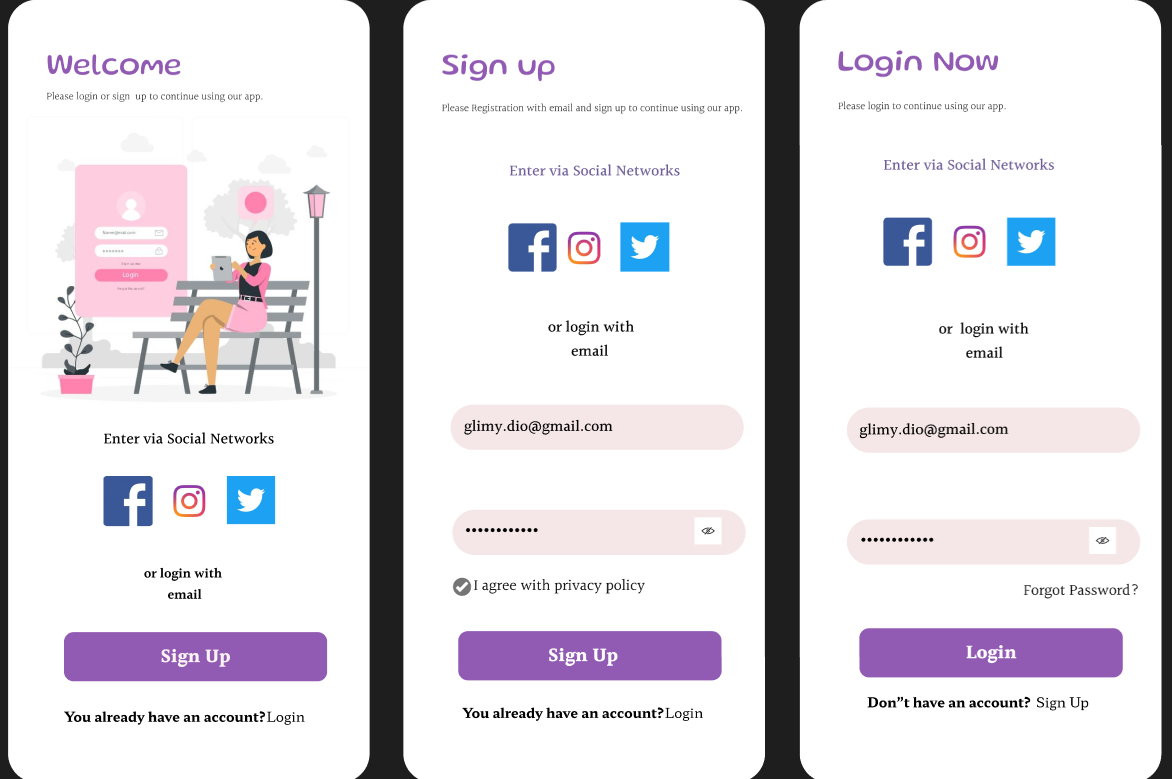 Welcome
Please login or sign up to continue using our app.
Name@mail.com
Login
Enter via Social Networks
or login with
email
Sign Up
You already have an account?Login
Sign up
Please Registration with email and sign up to continue using our app.
Enter via Social Networks
or login with
email
glimy.dio@gmail.com
••••••••••••
I agree with privacy policy
Sign Up
You already have an account?Login
Login Now
Please login to continue using our app.
Enter via Social Networks
or login with
email
glimy.dio@gmail.com
••••••••••••
Forgot Password?
Login
Don”t have an account? Sign Up